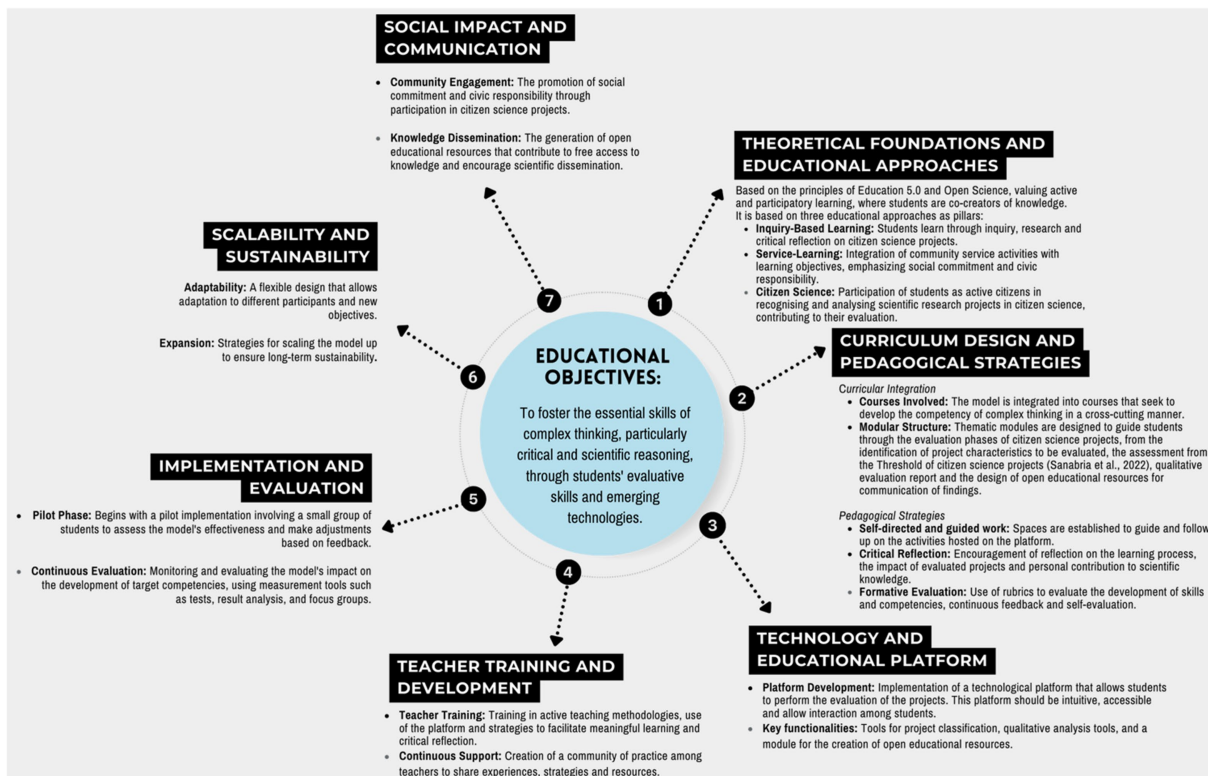 SOCIAL IMPACT AND
COMMUNICATION
• Community Engagement: The promotion of social
commitment and civic responsibility through
participation in citizen science projects.
• Knowledge Dissemination: The generation of open
educational resources that contribute to free access to
knowledge and encourage scientific dissemination.
THEORETICAL FOUNDATIONS AND
EDUCATIONAL APPROACHES
Based on the principles of Education 5.0 and Open Science, valuing active
and participatory learning, where students are co-creators of knowledge.
It is based on three educational approaches as pillars:
• Inquiry-Based Learning: Students learn through inquiry, research and
critical reflection on citizen science projects.
• Service-Learning: Integration of community service activities with
learning objectives, emphasizing social commitment and civic
responsibility.
• Citizen Science: Participation of students as active citizens in
recognising and analysing scientific research projects in citizen science,
contributing to their evaluation.
SCALABILITY AND
SUSTAINABILITY
Adaptability: A flexible design that allows
adaptation to different participants and new
objectives.
Expansion: Strategies for scaling the model up
to ensure long-term sustainability.
7
1
6
2
5
3
4
EDUCATIONAL
OBJECTIVES:
To foster the essential skills of
complex thinking, particularly
critical and scientific reasoning,
through students' evaluative
skills and emerging
technologies.
CURRICULUM DESIGN AND
PEDAGOGICAL STRATEGIES
Curricular Integration
• Courses Involved: The model is integrated into courses that seek to
develop the competency of complex thinking in a cross-cutting manner.
• Modular Structure: Thematic modules are designed to guide students
through the evaluation phases of citizen science projects, from the
identification of project characteristics to be evaluated, the assessment from
the Threshold of citizen science projects (Sanabria et al., 2022), qualitative
evaluation report and the design of open educational resources for
communication of findings.
Pedagogical Strategies
• Self-directed and guided work: Spaces are established to guide and follow
up on the activities hosted on the platform.
• Critical Reflection: Encouragement of reflection on the learning process,
the impact of evaluated projects and personal contribution to scientific
knowledge.
• Formative Evaluation: Use of rubrics to evaluate the development of skills
and competencies, continuous feedback and self-evaluation.
IMPLEMENTATION AND
EVALUATION
• Pilot Phase: Begins with a pilot implementation involving a small group of
students to assess the model's effectiveness and make adjustments
based on feedback.
• Continuous Evaluation: Monitoring and evaluating the model's impact on
the development of target competencies, using measurement tools such
as tests, result analysis, and focus groups.
TEACHER TRAINING AND
DEVELOPMENT
• Teacher Training: Training in active teaching methodologies, use
of the platform and strategies to facilitate meaningful learning and
critical reflection.
• Continuous Support: Creation of a community of practice among
teachers to share experiences, strategies and resources.
TECHNOLOGY AND
EDUCATIONAL PLATFORM
• Platform Development: Implementation of a technological platform that allows students
to perform the evaluation of the projects. This platform should be intuitive, accessible
and allow interaction among students.
• Key functionalities: Tools for project classification, qualitative analysis tools, and a
module for the creation of open educational resources.